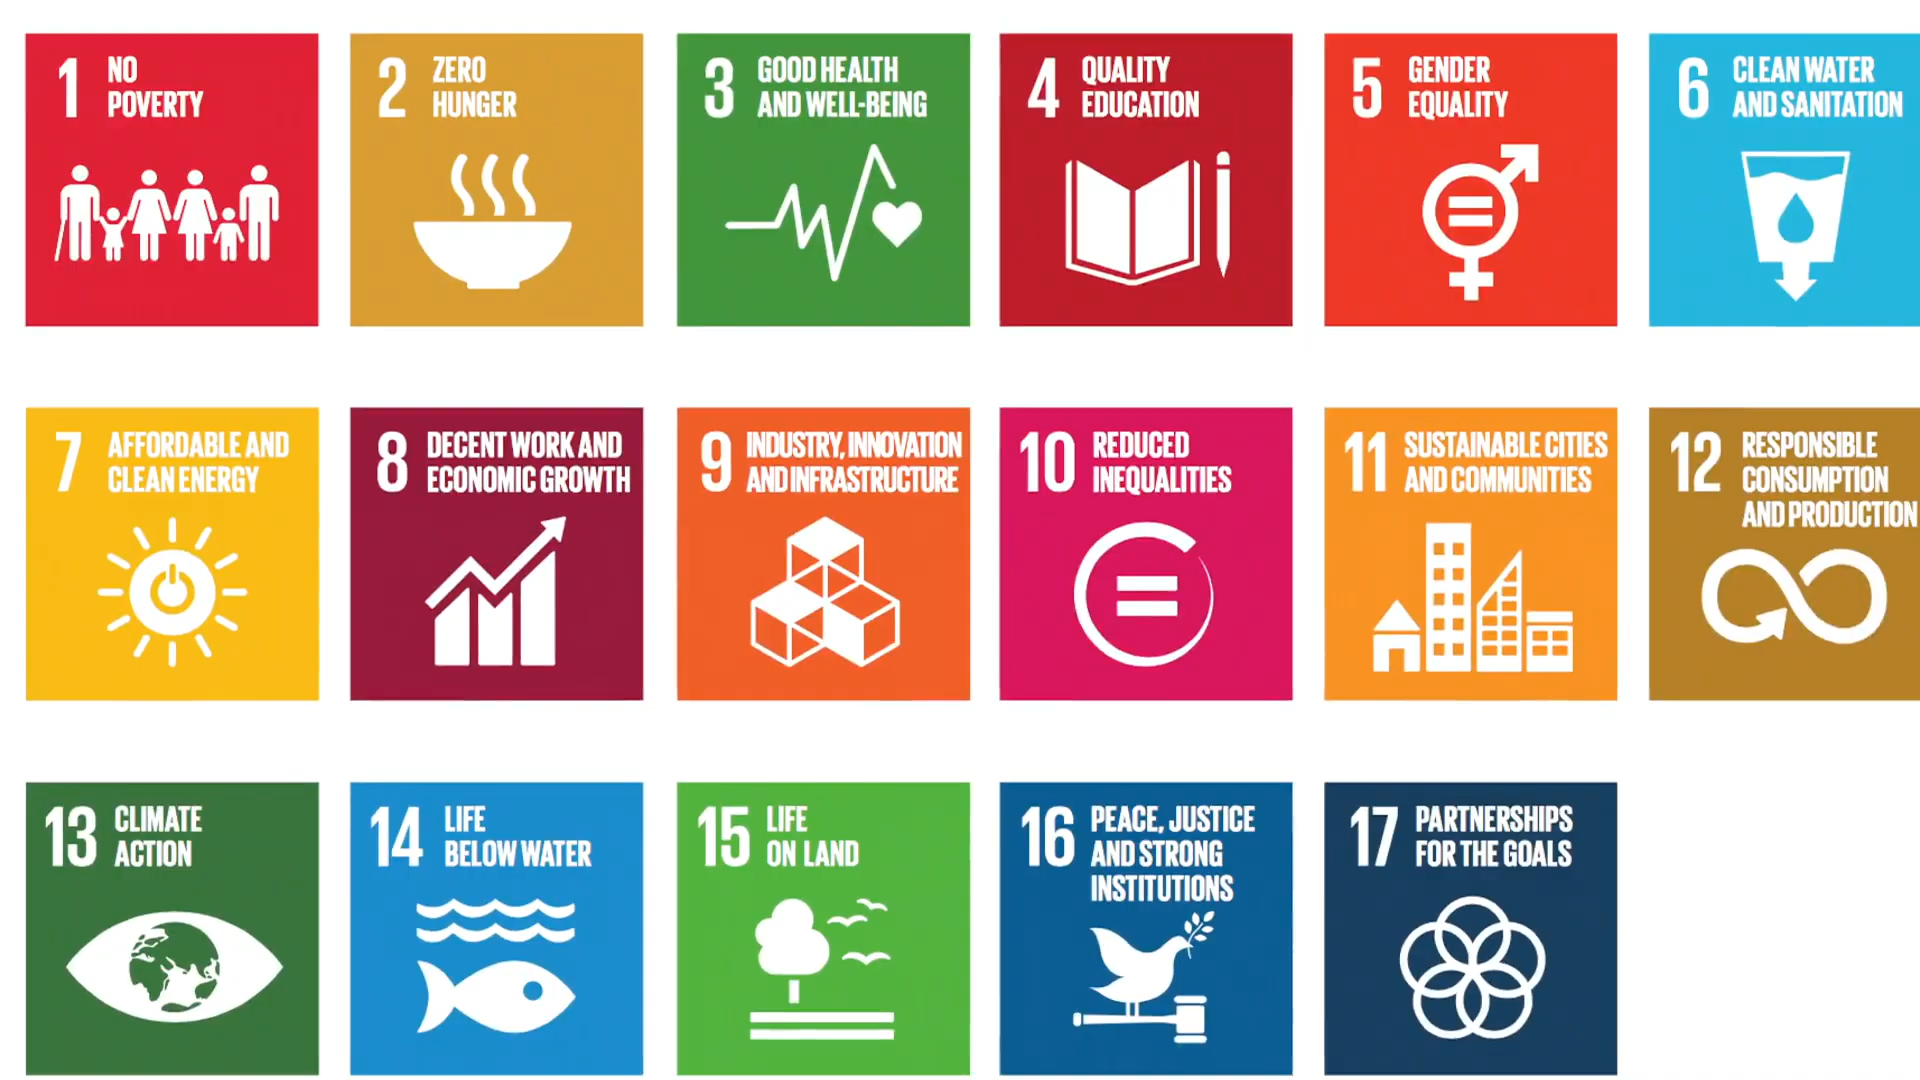 1 NO
POVERTY
2 ZERO
HUNGER
3 GOOD HEALTH
AND WELL-BEING
4 QUALITY
EDUCATION
5 GENDER
EQUALITY
6 CLEAN WATER
AND SANITATION
7 AFFORDABLE AND
CLEAN ENERGY
8 DECENT WORK AND
ECONOMIC GROWTH
9 INDUSTRY, INNOVATION
AND INFRASTRUCTURE
10 REDUCED
INEQUALITIES
11 SUSTAINABLE CITIES
AND COMMUNITIES
12 RESPONSIBLE
CONSUMPTION
AND PRODUCTION
13 CLIMATE
ACTION
14 LIFE
BELOW WATER
15 LIFE
ON LAND
16 PEACE, JUSTICE
AND STRONG
INSTITUTIONS
17 PARTNERSHIPS
FOR THE GOALS